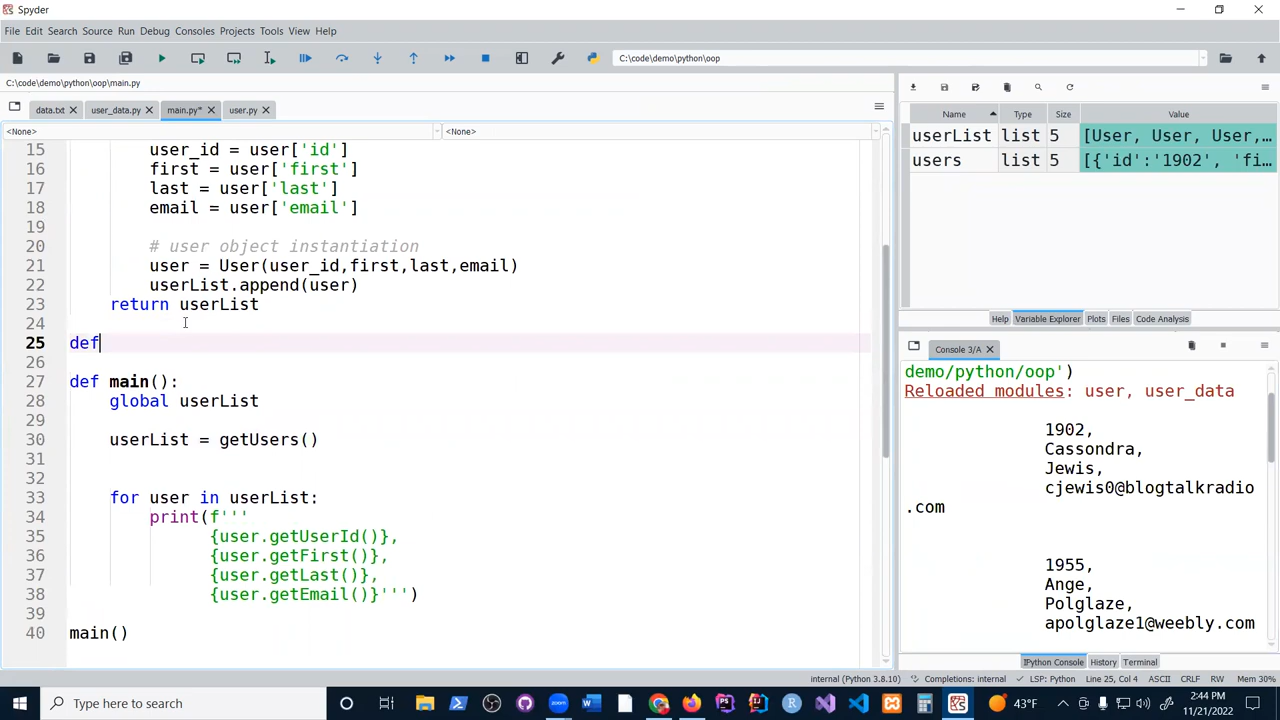 Spyder
File Edit Search Source Run Debug Consoles Projects Tools View Help
C:\code\demo\python\oop
C:\code\demo\python\oop\main.py
data.txt user_data.py main.py* user.py
<None> <None>
15 user_id = user['id']
16 first = user['first']
17 last = user['last']
18 email = user['email']
19
20 # user object instantiation
21 user = User(user_id,first,last,email)
22 userList.append(user)
23 return userList
24
25 def
26
27 def main():
28 global userList
29
30 userList = getUsers()
31
32
33 for user in userList:
34 print(f'''
35 {user.getUserId()},
36 {user.getFirst()},
37 {user.getLast()},
38 {user.getEmail()}''')
39
40 main()
Name Type Size Value
userList list 5 [User, User, User,...
users list 5 [{'id':'1902', 'fi...
Help Variable Explorer Plots Files Code Analysis
Console 3/A
demo/python/oop')
Reloaded modules: user, user_data
1902,
Cassondra,
Jewis,
cjewis0@blogtalkradio
.com
1955,
Ange,
Polglaze,
apolglaze1@weebly.com
IPython Console History Terminal
internal (Python 3.8.10) Completions: internal LSP: Python Line 25, Col 4 ASCII CRLF RW Mem 30%
Type here to search
zoom
43°F
2:44 PM
11/21/2022